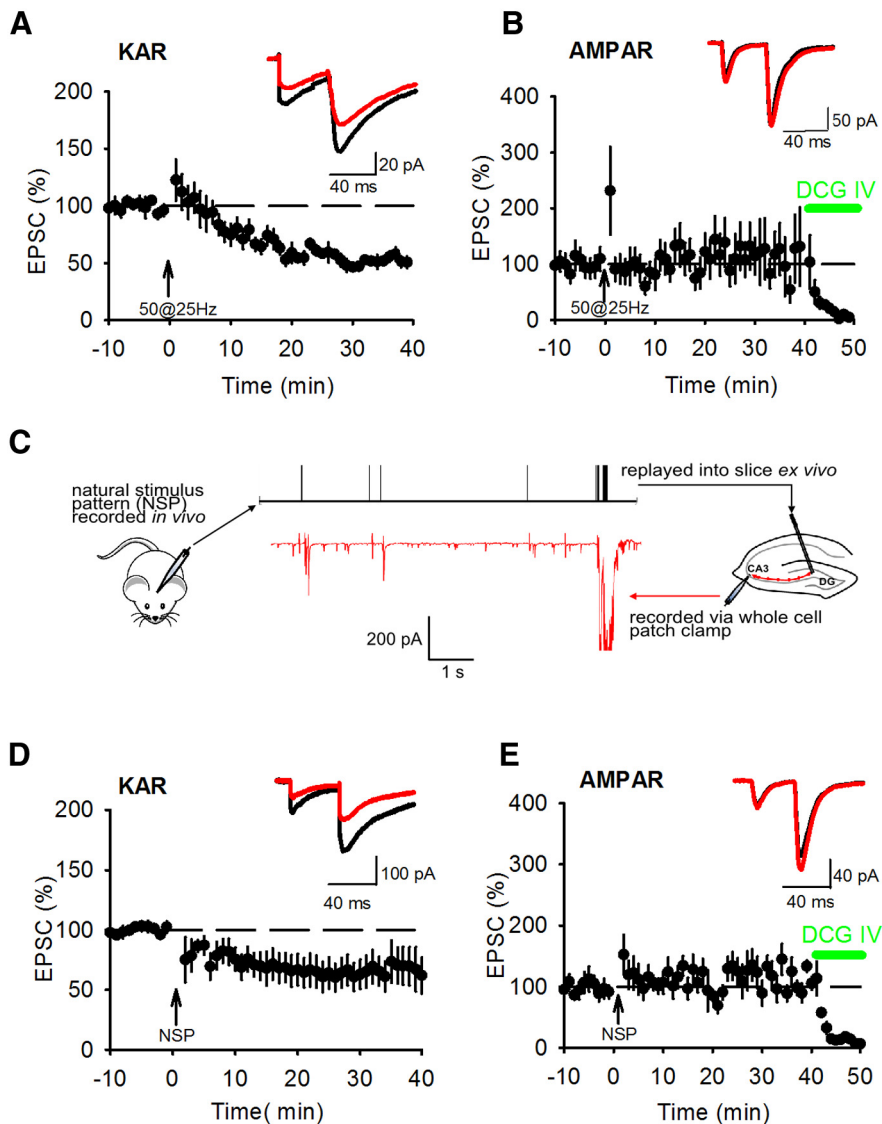 A
KAR
200
150
100
50
0
EPSC (%)
20 pA
40 ms
50@25Hz
-10 0 10 20 30 40
Time (min)
B
AMPAR
400
300
200
100
0
EPSC (%)
50 pA
40 ms
DCG IV
50@25Hz
-10 0 10 20 30 40 50
Time (min)
C
natural stimulus
pattern (NSP)
recorded in vivo
replayed into slice ex vivo
CA3
DG
recorded via whole cell
patch clamp
200 pA
1 s
D
KAR
200
150
100
50
0
EPSC (%)
100 pA
40 ms
NSP
-10 0 10 20 30 40
Time( min)
E
AMPAR
400
300
200
100
0
EPSC (%)
40 pA
40 ms
DCG IV
NSP
-10 0 10 20 30 40 50
Time (min)